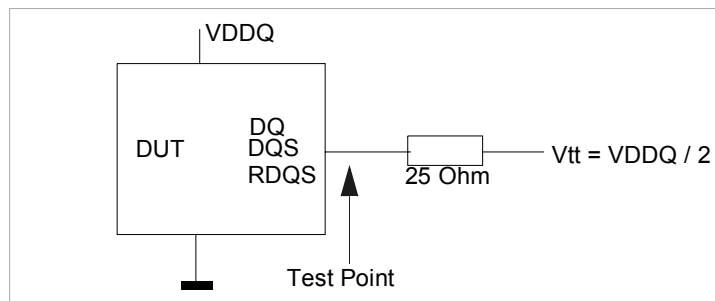 VDDQ
DUT
DQ
DQS
RDQS
25 Ohm
Vtt = VDDQ / 2
Test Point